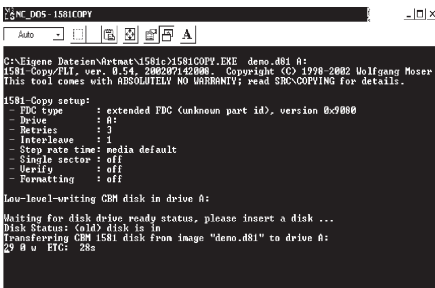 NC_DOS - 1581COPY
Auto
A
C:\Eigene Dateien\Artmat\1581c>1581COPY.EXE demo.d81 A:
1581-Copy/FLT, ver. 0.54, 200207142008. Copyright (C) 1998-2002 Wolfgang Moser
This tool comes with ABSOLUTELY NO WARRANTY; read SRC\COPYING for details.
1581-Copy setup:
- FDC type : extended FDC (unknown part id), version 0x9080
- Drive : A:
- Retries : 3
- Interleave : 1
- Step rate time: media default
- Single sector : off
- Verify : off
- Formatting : off
Low-level-writing CBM disk in drive A:
Waiting for disk drive ready status, please insert a disk ...
Disk Status: (old) disk is in
Transferring CBM 1581 disk from image "demo.d81" to drive A:
29 0 w ETC: 28s